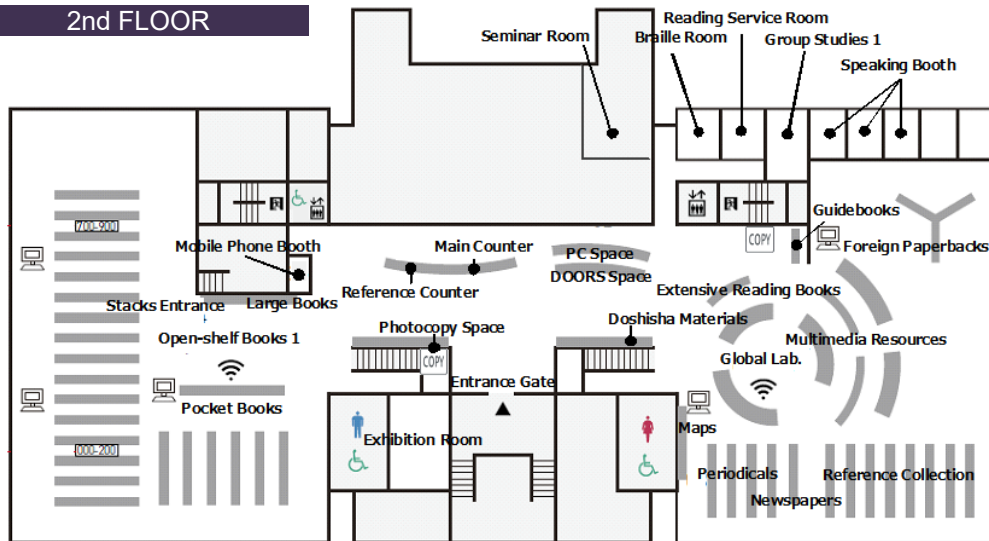 2nd FLOOR
Reading Service Room
Seminar Room
Braille Room
Group Studies 1
Speaking Booth
700-900
Guidebooks
Mobile Phone Booth
Main Counter
PC Space
COPY
Foreign Paperbacks
DOORS Space
Reference Counter
Extensive Reading Books
Stacks Entrance
Large Books
Photocopy Space
Doshisha Materials
Open-shelf Books 1
Multimedia Resources
COPY
Global Lab.
Entrance Gate
Pocket Books
Maps
Exhibition Room
000-200
Periodicals
Reference Collection
Newspapers